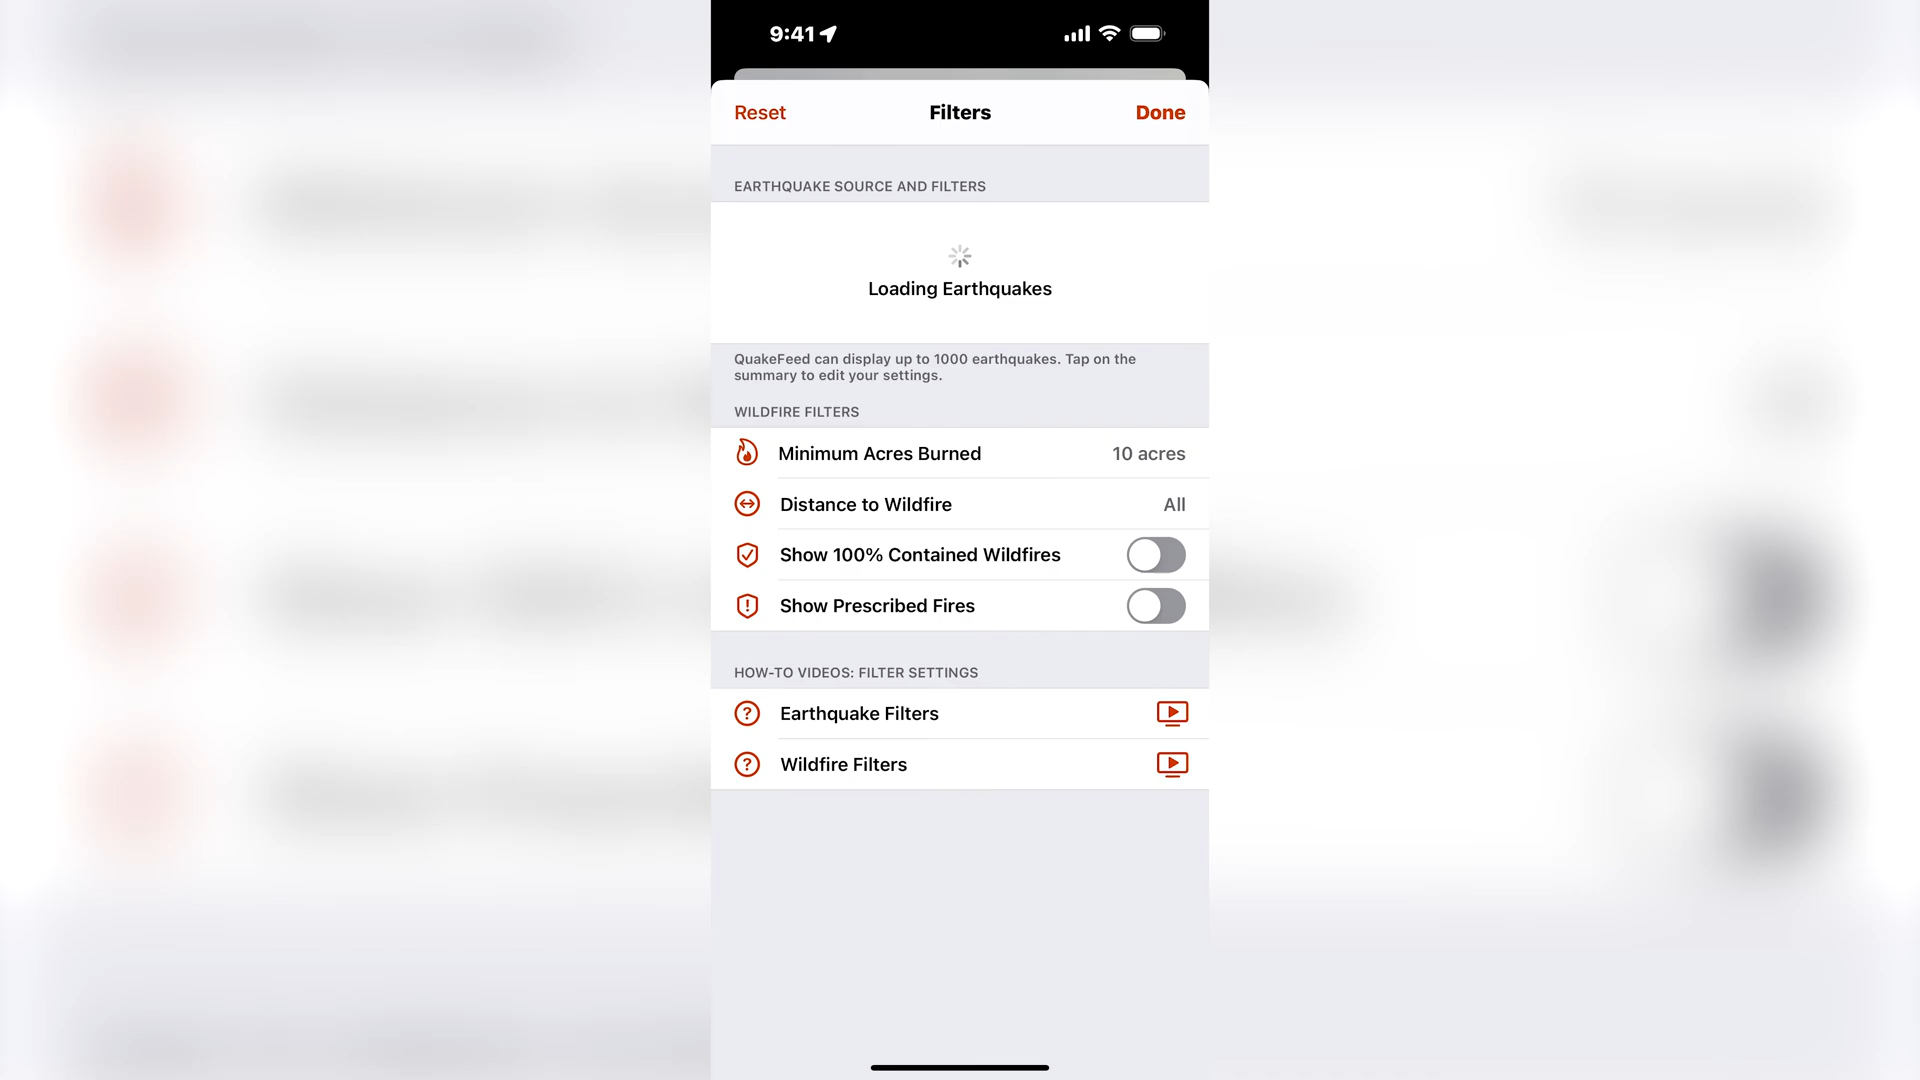 9:41
Reset
Filters
Done
EARTHQUAKE SOURCE AND FILTERS
Loading Earthquakes
QuakeFeed can display up to 1000 earthquakes. Tap on the
summary to edit your settings.
WILDFIRE FILTERS
Minimum Acres Burned
10 acres
Distance to Wildfire
All
Show 100% Contained Wildfires
Show Prescribed Fires
HOW-TO VIDEOS: FILTER SETTINGS
Earthquake Filters
Wildfire Filters